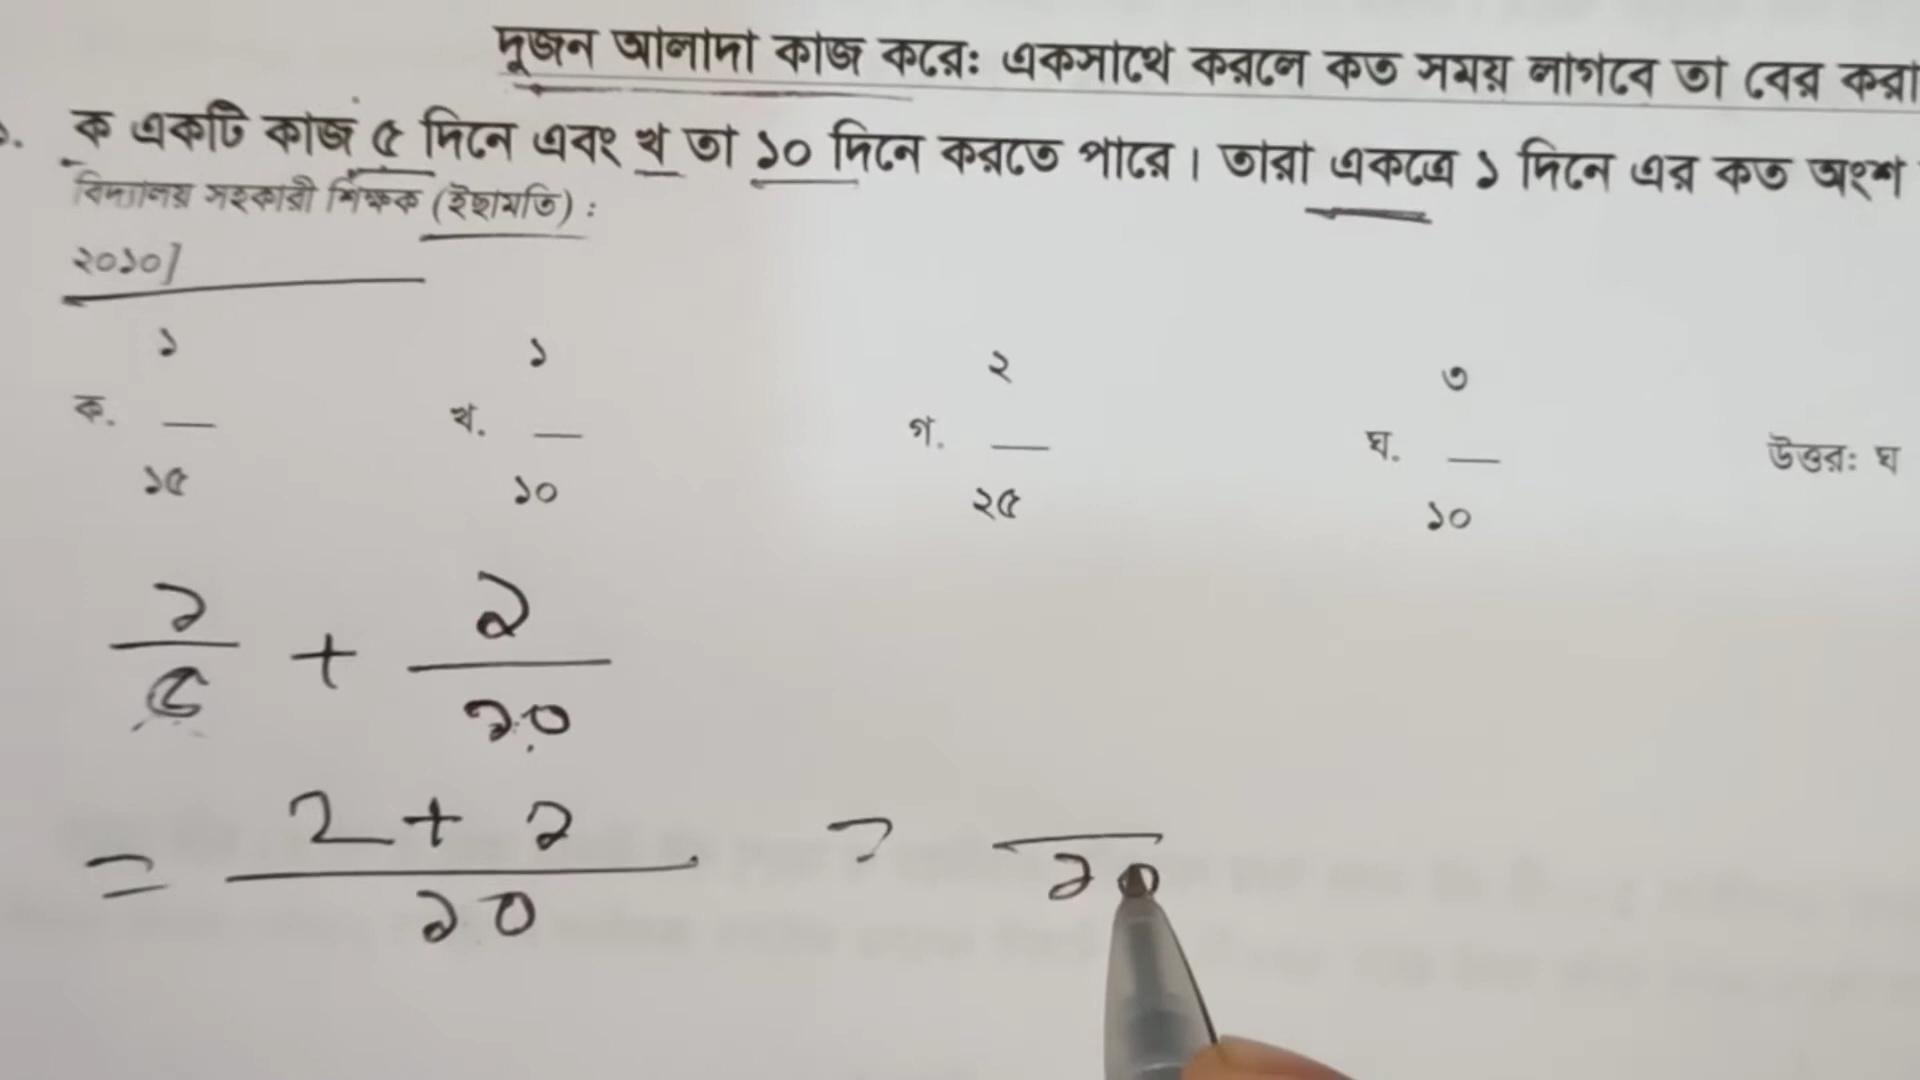 দুজন আলাদা কাজ করে: একসাথে করলে কত সময় লাগবে তা বের করা
ক একটি কাজ ৫ দিনে এবং খ তা ১০ দিনে করতে পারে। তারা একত্রে ১ দিনে এর কত অংশ
বিদ্যালয় সহকারী শিক্ষক (ইছামতি) :
২০১০]
১ ১ ২ ৩
ক. — খ. — গ. — ঘ. — উত্তর: ঘ
১৫ ১০ ২৫ ১০
১ ১
— + —
৫ ১০
২ + ১
= — —
১০ ১০